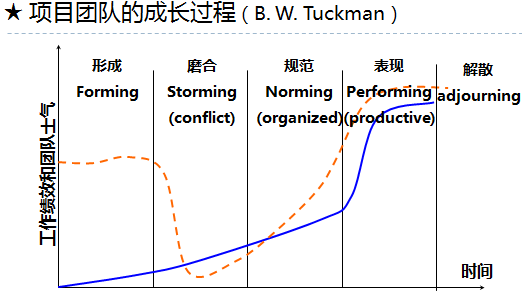 ★ 项目团队的成长过程 ( B. W. Tuckman )
形成
Forming
磨合
Storming
(conflict)
规范
Norming
(organized)
表现
Performing
(productive)
解散
adjourning
工作绩效和团队士气
时间